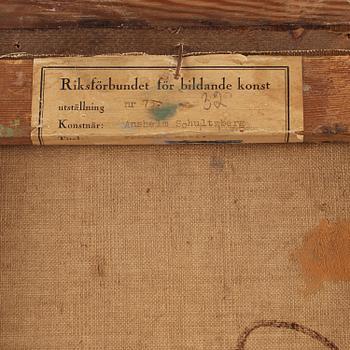 Riksförbundet för bildande konst
utställning nr 32
Konstnär: Anshelm Schultzberg